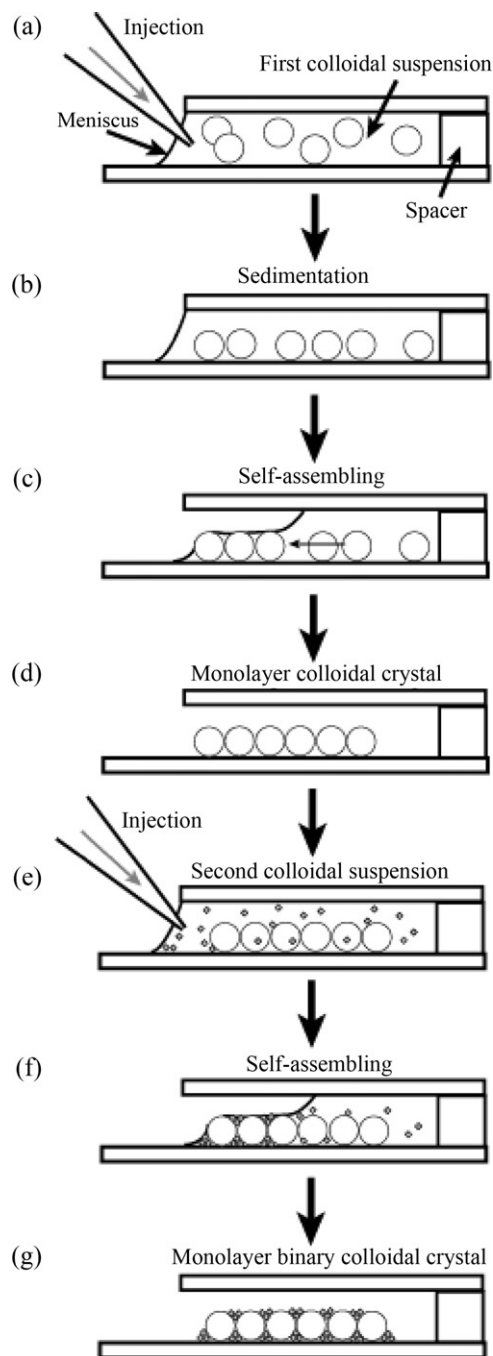 (a)
Injection
First colloidal suspension
Meniscus
Spacer
(b)
Sedimentation
(c)
Self-assembling
(d)
Monolayer colloidal crystal
Injection
(e)
Second colloidal suspension
(f)
Self-assembling
(g)
Monolayer binary colloidal crystal